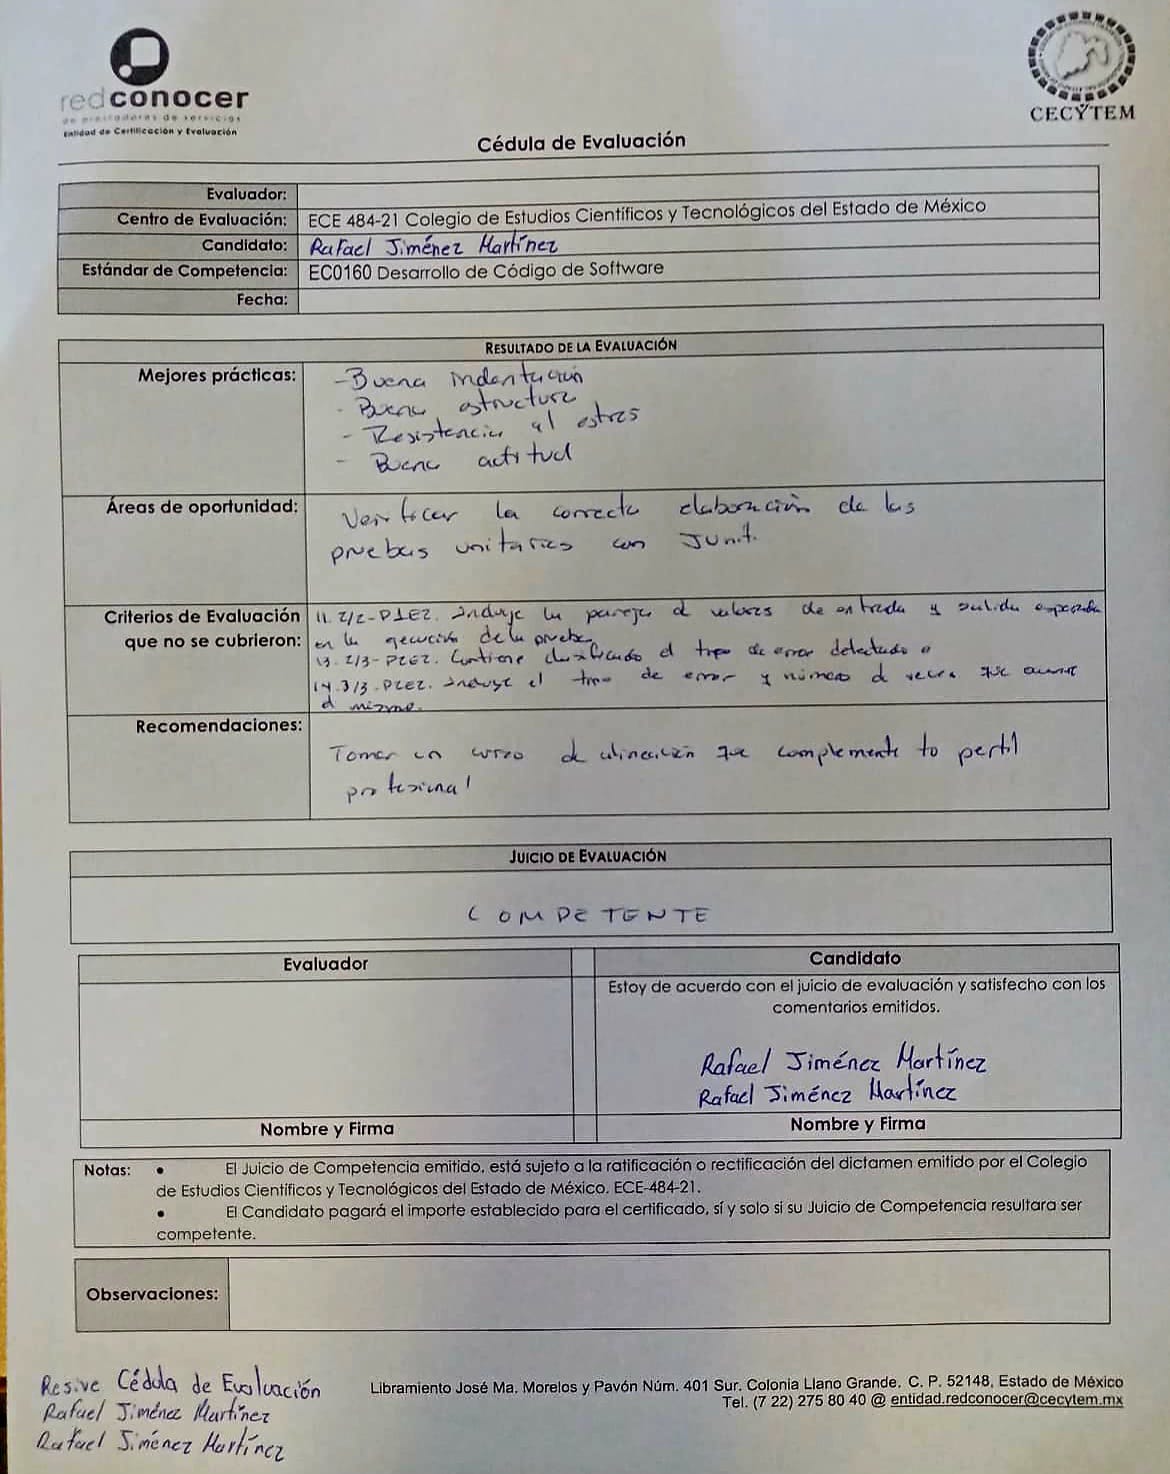 redconocer
de prestadores de servicios
Entidad de Certificación y Evaluación
CECYTEM
Cédula de Evaluación
Evaluador:
Centro de Evaluación: ECE 484-21 Colegio de Estudios Científicos y Tecnológicos del Estado de México
Candidato: Rafael Jiménez Martínez
Estándar de Competencia: EC0160 Desarrollo de Código de Software
Fecha:
RESULTADO DE LA EVALUACIÓN
Mejores prácticas: - Buena indentación
- Buena estructura
- Resistencia al estres
- Buena actitud
Áreas de oportunidad: Verificar la correcta elaboración de las
pruebas unitarias con JUnit.
Criterios de Evaluación 11. 2/2-P1E2. Incluye la pareja d valores de entrada y salida esperada
que no se cubrieron: en la ejecución de la prueba
13. 2/3-P2E2. Contiene clasificado el tipo de error detectado
14. 3/3-P2E2. Incluye el tipo de error y número d veces que ocurre
el mismo.
Recomendaciones: Tomar un curso de alineación que complemente tu perfil
profesional
JUICIO DE EVALUACIÓN
COMPETENTE
Evaluador
Candidato
Estoy de acuerdo con el juicio de evaluación y satisfecho con los
comentarios emitidos.
Rafael Jiménez Martínez
Rafael Jiménez Martínez
Nombre y Firma
Nombre y Firma
Notas: • El Juicio de Competencia emitido, está sujeto a la ratificación o rectificación del dictamen emitido por el Colegio
de Estudios Científicos y Tecnológicos del Estado de México. ECE-484-21.
• El Candidato pagará el importe establecido para el certificado, sí y solo si su Juicio de Competencia resultara ser
competente.
Observaciones:
Resive Cédula de Evaluación
Rafael Jiménez Martínez
Rafael Jiménez Martínez
Libramiento José Ma. Morelos y Pavón Núm. 401 Sur. Colonia Llano Grande. C. P. 52148, Estado de México
Tel. (7 22) 275 80 40 @ entidad.redconocer@cecytem.mx